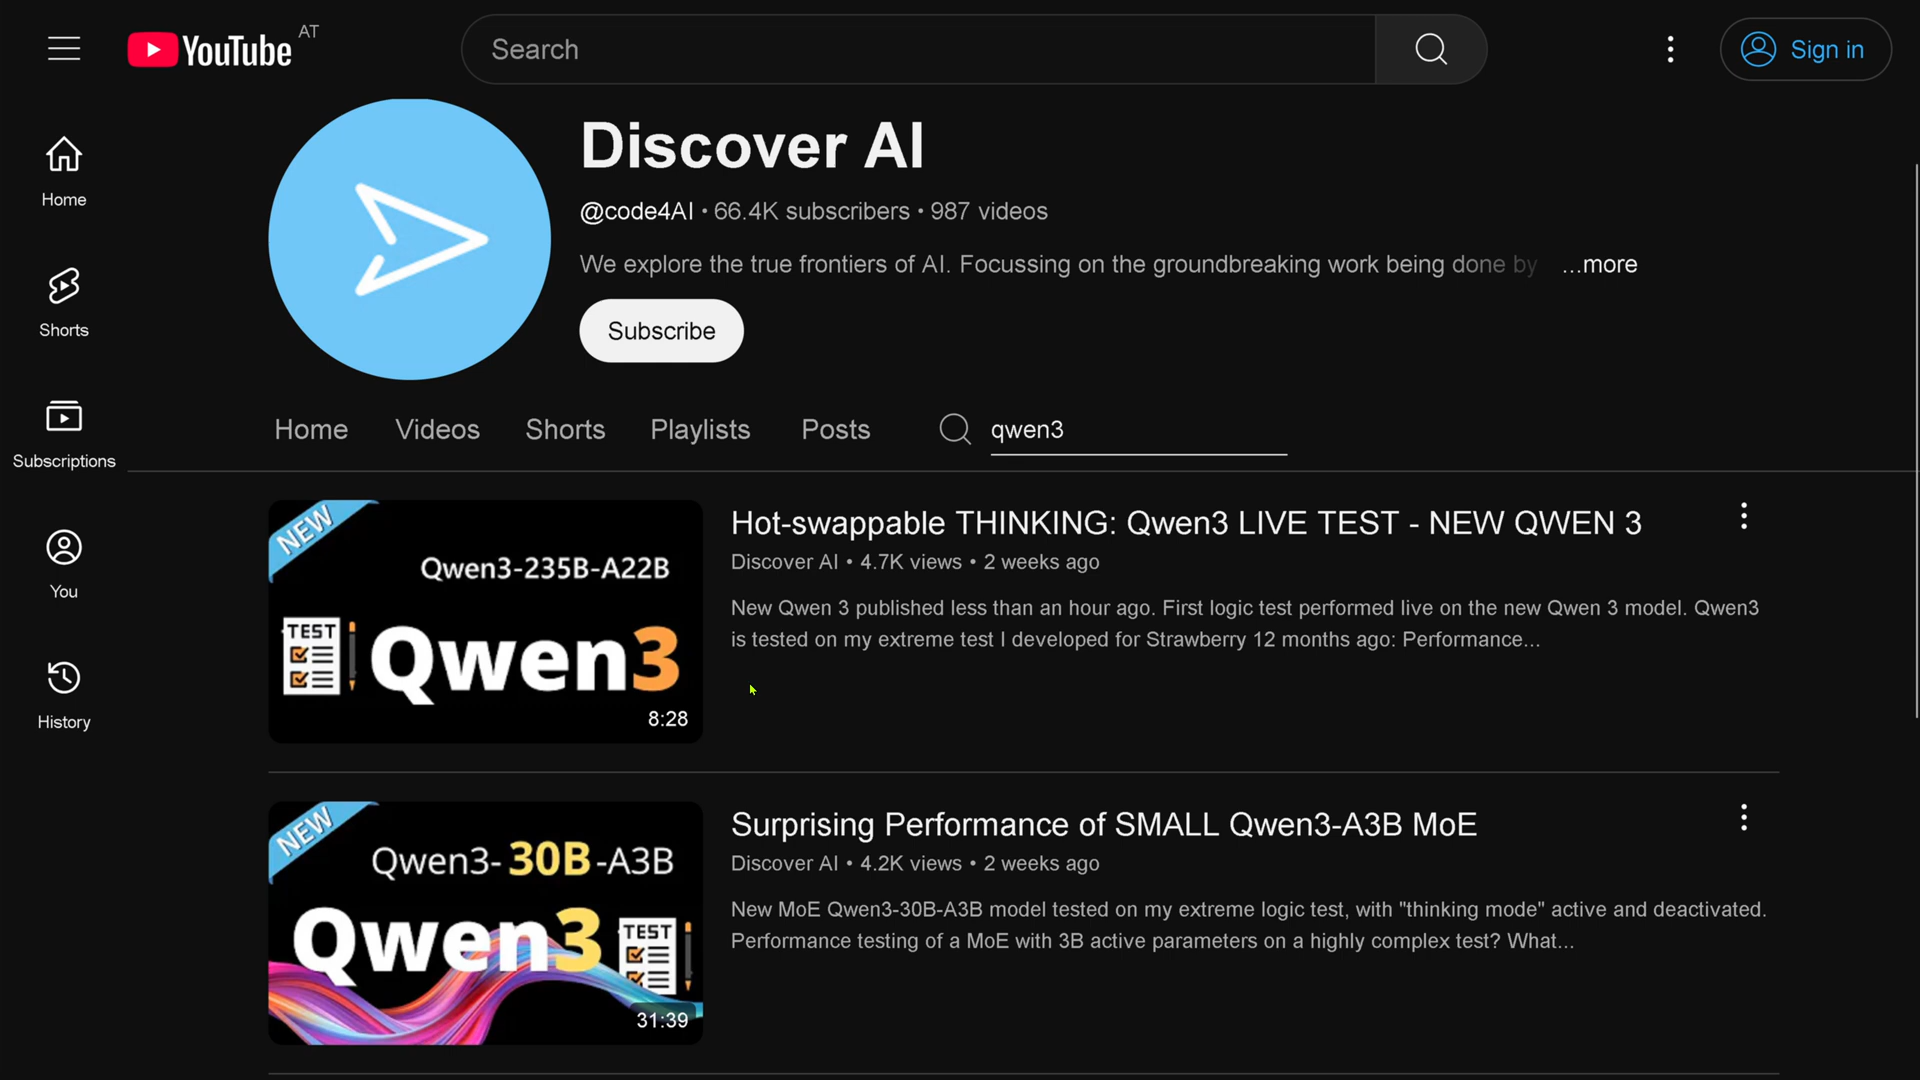 YouTube AT
Search
Sign in
Home
Shorts
Subscriptions
You
History
Discover AI
@code4AI • 66.4K subscribers • 987 videos
We explore the true frontiers of AI. Focussing on the groundbreaking work being done by ...more
Subscribe
Home Videos Shorts Playlists Posts qwen3
NEW
Qwen3-235B-A22B
TEST
Qwen3
8:28
Hot-swappable THINKING: Qwen3 LIVE TEST - NEW QWEN 3
Discover AI • 4.7K views • 2 weeks ago
New Qwen 3 published less than an hour ago. First logic test performed live on the new Qwen 3 model. Qwen3
is tested on my extreme test I developed for Strawberry 12 months ago: Performance...
NEW
Qwen3-30B-A3B
Qwen3
TEST
31:39
Surprising Performance of SMALL Qwen3-A3B MoE
Discover AI • 4.2K views • 2 weeks ago
New MoE Qwen3-30B-A3B model tested on my extreme logic test, with "thinking mode" active and deactivated.
Performance testing of a MoE with 3B active parameters on a highly complex test? What...